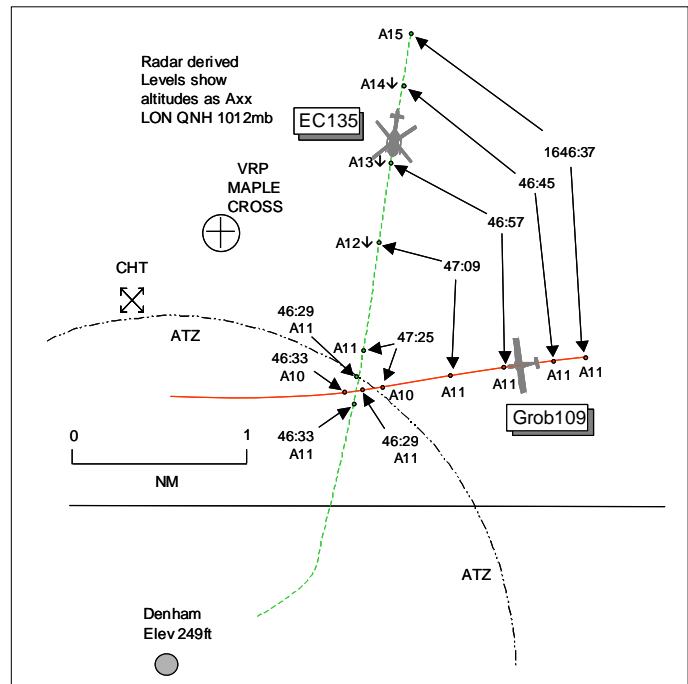 A15
Radar derived
Levels show
altitudes as Axx
LON QNH 1012mb
A14↓
EC135
1646:37
A13↓
46:45
VRP
MAPLE
CROSS
46:57
A12↓
47:09
CHT
46:29
A11
ATZ
A11
47:25
46:33
A10
A10
A11
A11
A11
A11
Grob109
0
1
46:33
A11
46:29
A11
NM
ATZ
Denham
Elev 249ft